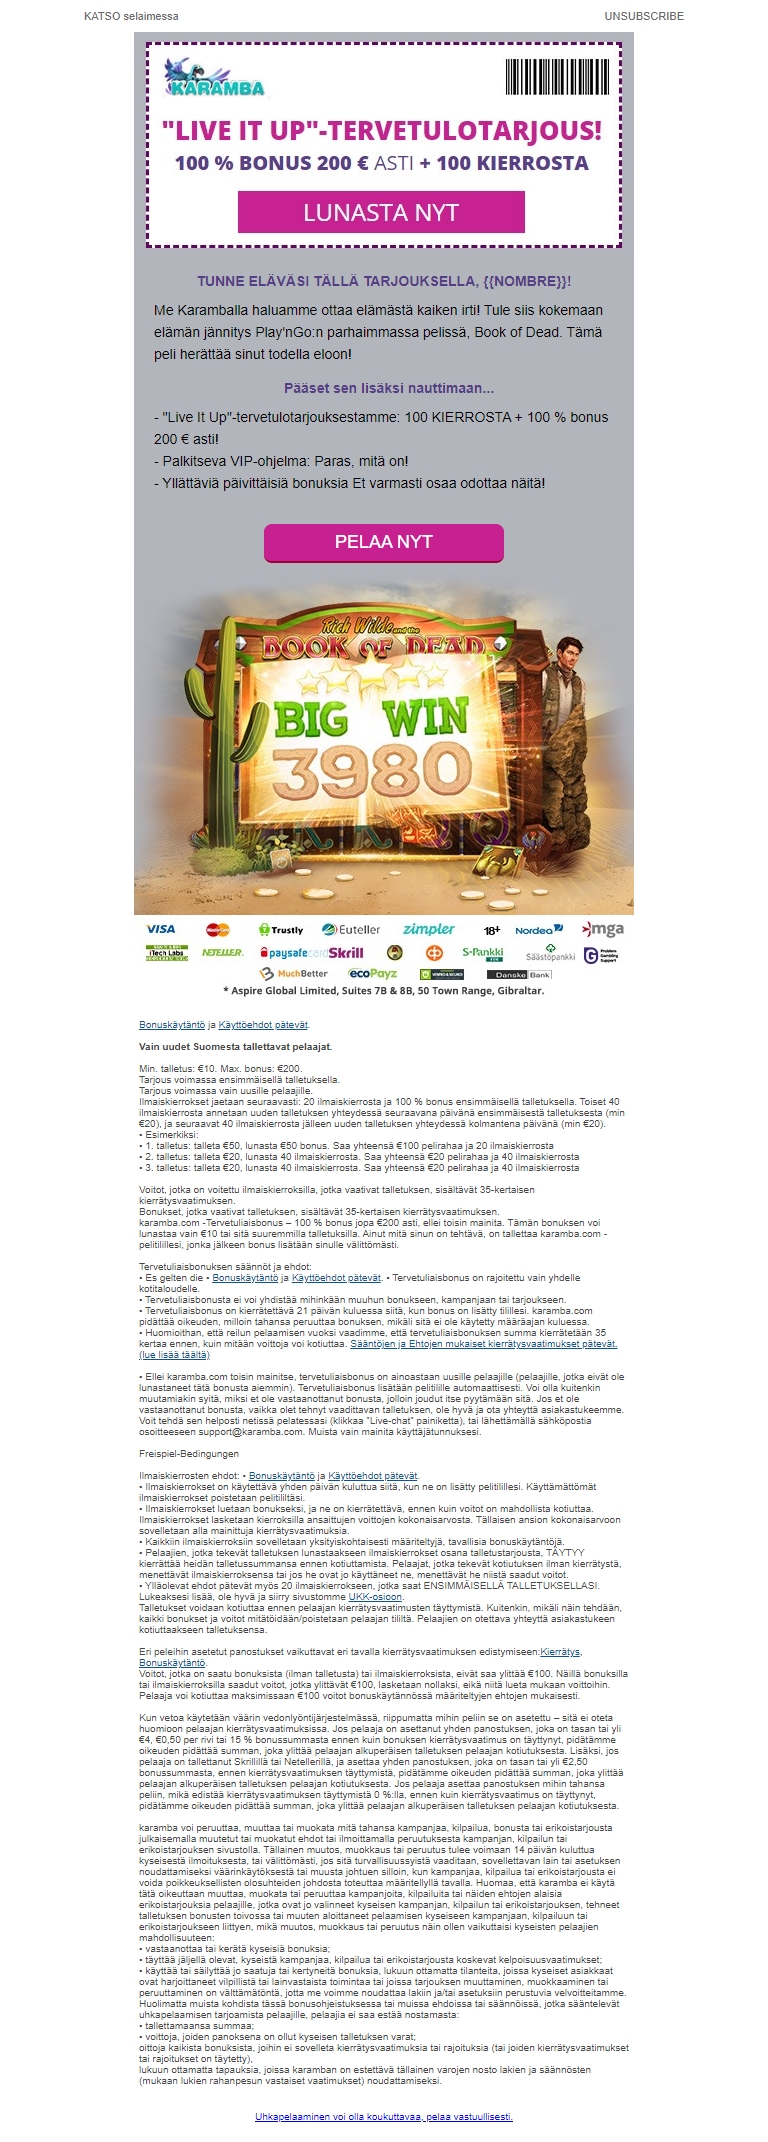 KATSO selaimessa
UNSUBSCRIBE
KARAMBA
"LIVE IT UP"-TERVETULOTARJOUS!
100 % BONUS 200 € ASTI + 100 KIERROSTA
LUNASTA NYT
TUNNE ELÄVÄSI TÄLLÄ TARJOUKSELLA, {{NOMBRE}}!
Me Karamballa haluamme ottaa elämästä kaiken irti! Tule siis kokemaan
elämän jännitys Play'nGo:n parhaimmassa pelissä, Book of Dead. Tämä
peli herättää sinut todella eloon!
Pääset sen lisäksi nauttimaan...
- "Live It Up"-tervetulotarjouksestamme: 100 KIERROSTA + 100 % bonus
200 € asti!
- Palkitseva VIP-ohjelma: Paras, mitä on!
- Yllättäviä päivittäisiä bonuksia Et varmasti osaa odottaa näitä!
PELAA NYT
Rich Wilde and the
BOOK OF DEAD
BIG WIN
3980
VISA MasterCard Trustly Euteller zimpler 18+ Nordea mga
iTech Labs NETELLER. paysafecard Skrill S-Pankki Säästöpankki Problem Gambling Support
MuchBetter ecoPayz Danske Bank
* Aspire Global Limited, Suites 7B & 8B, 50 Town Range, Gibraltar.
Bonuskäytäntö ja Käyttöehdot pätevät.
Vain uudet Suomesta tallettavat pelaajat.
Min. talletus: €10. Max. bonus: €200.
Tarjous voimassa ensimmäisellä talletuksella.
Tarjous voimassa vain uusille pelaajille.
Ilmaiskierrokset jaetaan seuraavasti: 20 ilmaiskierrosta ja 100 % bonus ensimmäisellä talletuksella. Toiset 40
ilmaiskierrosta annetaan uuden talletuksen yhteydessä seuraavana päivänä ensimmäisestä talletuksesta (min
€20), ja seuraavat 40 ilmaiskierrosta jälleen uuden talletuksen yhteydessä kolmantena päivänä (min €20).
• Esimerkiksi:
• 1. talletus: talleta €50, lunasta €50 bonus. Saa yhteensä €100 pelirahaa ja 20 ilmaiskierrosta
• 2. talletus: talleta €20, lunasta 40 ilmaiskierrosta. Saa yhteensä €20 pelirahaa ja 40 ilmaiskierrosta
• 3. talletus: talleta €20, lunasta 40 ilmaiskierrosta. Saa yhteensä €20 pelirahaa ja 40 ilmaiskierrosta
Voitot, jotka on voitettu ilmaiskierroksilla, jotka vaativat talletuksen, sisältävät 35-kertaisen
kierrätysvaatimuksen.
Bonukset, jotka vaativat talletuksen, sisältävät 35-kertaisen kierrätysvaatimuksen.
karamba.com -Tervetuliaisbonus – 100 % bonus jopa €200 asti, ellei toisin mainita. Tämän bonuksen voi
lunastaa vain €10 tai sitä suuremmilla talletuksilla. Ainut mitä sinun on tehtävä, on tallettaa karamba.com -
pelitilillesi, jonka jälkeen bonus lisätään sinulle välittömästi.
Tervetuliaisbonuksen säännöt ja ehdot:
• Es gelten die • Bonuskäytäntö ja Käyttöehdot pätevät. • Tervetuliaisbonus on rajoitettu vain yhdelle
kotitaloudelle.
• Tervetuliaisbonusta ei voi yhdistää mihinkään muuhun bonukseen, kampanjaan tai tarjoukseen.
• Tervetuliaisbonus on kierrätettävä 21 päivän kuluessa siitä, kun bonus on lisätty tilillesi. karamba.com
pidättää oikeuden, milloin tahansa peruuttaa bonuksen, mikäli sitä ei ole käytetty määräajan kuluessa.
• Huomioithan, että reilun pelaamisen vuoksi vaadimme, että tervetuliaisbonuksen summa kierrätetään 35
kertaa ennen, kuin mitään voittoja voi kotiuttaa. Sääntöjen ja Ehtojen mukaiset kierrätysvaatimukset pätevät.
(lue lisää täältä)
• Ellei karamba.com toisin mainitse, tervetuliaisbonus on ainoastaan uusille pelaajille (pelaajille, jotka eivät ole
lunastaneet tätä bonusta aiemmin). Tervetuliaisbonus lisätään pelitilille automaattisesti. Voi olla kuitenkin
muutamiakin syitä, miksi et ole vastaanottanut bonusta, jolloin joudut itse pyytämään sitä. Jos et ole
vastaanottanut bonusta, vaikka olet tehnyt vaadittavan talletuksen, ole hyvä ja ota yhteyttä asiakastukeemme.
Voit tehdä sen helposti netissä pelatessasi (klikkaa "Live-chat" painiketta), tai lähettämällä sähköpostia
osoitteeseen support@karamba.com. Muista vain mainita käyttäjätunnuksesi.
Freispiel-Bedingungen
Ilmaiskierrosten ehdot: • Bonuskäytäntö ja Käyttöehdot pätevät.
• Ilmaiskierrokset on käytettävä yhden päivän kuluttua siitä, kun ne on lisätty pelitilillesi. Käyttämättömät
ilmaiskierrokset poistetaan pelitililtäsi.
• Ilmaiskierrokset luetaan bonukseksi, ja ne on kierrätettävä, ennen kuin voitot on mahdollista kotiuttaa.
Ilmaiskierrokset lasketaan kierroksilla ansaittujen voittojen kokonaisarvosta. Tällaisen ansion kokonaisarvoon
sovelletaan alla mainittuja kierrätysvaatimuksia.
• Kaikkiin ilmaiskierroksiin sovelletaan yksityiskohtaisesti määriteltyjä, tavallisia bonuskäytäntöjä.
• Pelaajien, jotka tekevät talletuksen lunastaakseen ilmaiskierrokset osana talletustarjousta, TÄYTYY
kierrättää heidän talletussummansa ennen kotiuttamista. Pelaajat, jotka tekevät kotiutuksen ilman kierrätystä,
menettävät ilmaiskierroksensa tai jos he ovat jo käyttäneet ne, menettävät he niistä saadut voitot.
• Ylläolevat ehdot pätevät myös 20 ilmaiskierrokseen, jotka saat ENSIMMÄISELLÄ TALLETUKSELLASI.
Lukeaksesi lisää, ole hyvä ja siirry sivustomme UKK-osioon.
Talletukset voidaan kotiuttaa ennen pelaajan kierrätysvaatimusten täyttymistä. Kuitenkin, mikäli näin tehdään,
kaikki bonukset ja voitot mitätöidään/poistetaan pelaajan tililtä. Pelaajien on otettava yhteyttä asiakastukeen
kotiuttaakseen talletuksensa.
Eri peleihin asetetut panostukset vaikuttavat eri tavalla kierrätysvaatimuksen edistymiseen:Kierrätys,
Bonuskäytäntö.
Voitot, jotka on saatu bonuksista (ilman talletusta) tai ilmaiskierroksista, eivät saa ylittää €100. Näillä bonuksilla
tai ilmaiskierroksilla saadut voitot, jotka ylittävät €100, lasketaan nollaksi, eikä niitä lueta mukaan voittoihin.
Pelaaja voi kotiuttaa maksimissaan €100 voitot bonuskäytännössä määriteltyjen ehtojen mukaisesti.
Kun vetoa käytetään väärin vedonlyöntijärjestelmässä, riippumatta mihin peliin se on asetettu – sitä ei oteta
huomioon pelaajan kierrätysvaatimuksissa. Jos pelaaja on asettanut yhden panostuksen, joka on tasan tai yli
€4, €0,50 per rivi tai 15 % bonussummasta ennen kuin bonuksen kierrätysvaatimus on täyttynyt, pidätämme
oikeuden pidättää summan, joka ylittää pelaajan alkuperäisen talletuksen pelaajan kotiutuksesta. Lisäksi, jos
pelaaja on tallettanut Skrillillä tai Netellerillä, ja asettaa yhden panostuksen, joka on tasan tai yli €2,50
bonussummasta, ennen kierrätysvaatimuksen täyttymistä, pidätämme oikeuden pidättää summan, joka ylittää
pelaajan alkuperäisen talletuksen pelaajan kotiutuksesta. Jos pelaaja asettaa panostuksen mihin tahansa
peliin, mikä edistää kierrätysvaatimuksen täyttymistä 0 %:lla, ennen kuin kierrätysvaatimus on täyttynyt,
pidätämme oikeuden pidättää summan, joka ylittää pelaajan alkuperäisen talletuksen pelaajan kotiutuksesta.
karamba voi peruuttaa, muuttaa tai muokata mitä tahansa kampanjaa, kilpailua, bonusta tai erikoistarjousta
julkaisemalla muutetut tai muokatut ehdot tai ilmoittamalla peruutuksesta kampanjan, kilpailun tai
erikoistarjouksen sivustolla. Tällainen muutos, muokkaus tai peruutus tulee voimaan 14 päivän kuluttua
kyseisestä ilmoituksesta, tai välittömästi, jos sitä turvallisuussyistä vaaditaan, sovellettavan lain tai asetuksen
noudattamiseksi väärinkäytöksestä tai muusta johtuen silloin, kun kampanjaa, kilpailua tai erikoistarjousta ei
voida poikkeuksellisten olosuhteiden johdosta toteuttaa määritellyllä tavalla. Huomaa, että karamba ei käytä
tätä oikeuttaan muuttaa, muokata tai peruuttaa kampanjoita, kilpailuita tai näiden ehtojen alaisia
erikoistarjouksia pelaajille, jotka ovat jo valinneet kyseisen kampanjan, kilpailun tai erikoistarjouksen, tehneet
talletuksen bonusten toivossa tai muuten aloittaneet pelaamisen kyseiseen kampanjaan, kilpailuun tai
erikoistarjoukseen liittyen, mikä muutos, muokkaus tai peruutus näin ollen vaikuttaisi kyseisten pelaajien
mahdollisuuteen:
• vastaanottaa tai kerätä kyseisiä bonuksia;
• täyttää jäljellä olevat, kyseistä kampanjaa, kilpailua tai erikoistarjousta koskevat kelpoisuusvaatimukset;
• käyttää tai säilyttää jo saatuja tai kertyneitä bonuksia, lukuun ottamatta tilanteita, joissa kyseiset asiakkaat
ovat harjoittaneet vilpillistä tai lainvastaista toimintaa tai joissa tarjouksen muuttaminen, muokkaaminen tai
peruuttaminen on välttämätöntä, jotta me voimme noudattaa lakiin ja/tai asetuksiin perustuvia velvoitteitamme.
Huolimatta muista kohdista tässä bonusohjeistuksessa tai muissa ehdoissa tai säännöissä, jotka sääntelevät
uhkapelaamisen tarjoamista pelaajille, pelaajia ei saa estää nostamasta:
• tallettamaansa summaa;
• voittoja, joiden panoksena on ollut kyseisen talletuksen varat;
oittoja kaikista bonuksista, joihin ei sovelleta kierrätysvaatimuksia tai rajoituksia (tai joiden kierrätysvaatimukset
tai rajoitukset on täytetty),
lukuun ottamatta tapauksia, joissa karamban on estettävä tällainen varojen nosto lakien ja säännösten
(mukaan lukien rahanpesun vastaiset vaatimukset) noudattamiseksi.
Uhkapelaaminen voi olla koukuttavaa, pelaa vastuullisesti.